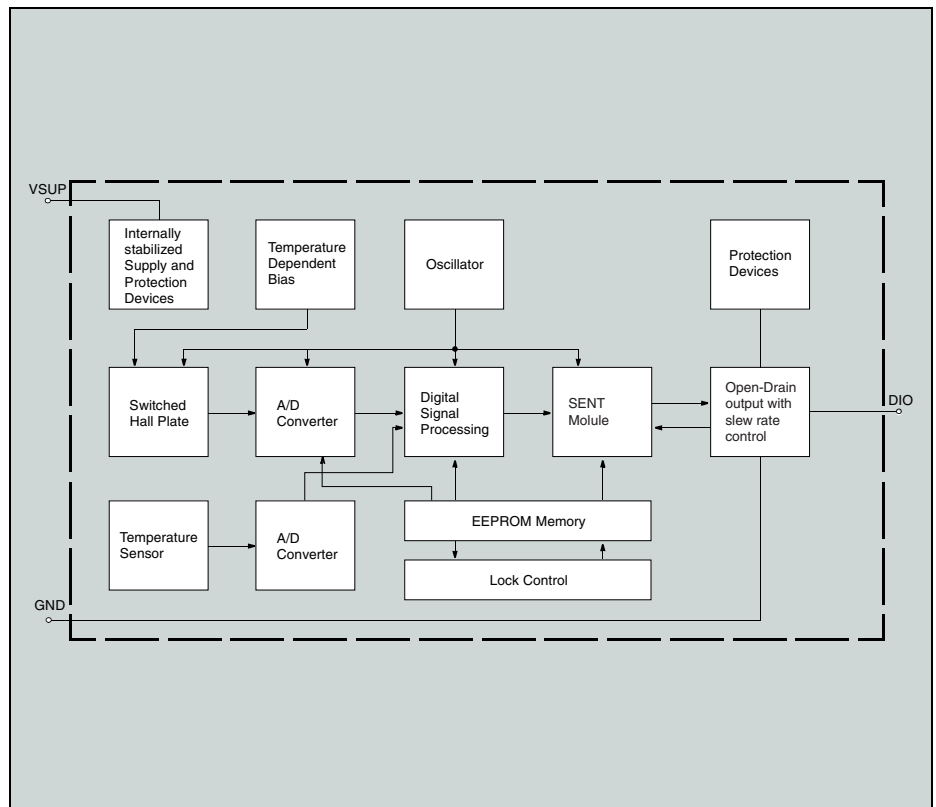 VSUP
Internally
stabilized
Supply and
Protection
Devices
Temperature
Dependent
Bias
Oscillator
Protection
Devices
Switched
Hall Plate
A/D
Converter
Digital
Signal
Processing
SENT
Molule
Open-Drain
output with
slew rate
control
DIO
Temperature
Sensor
A/D
Converter
EEPROM Memory
Lock Control
GND